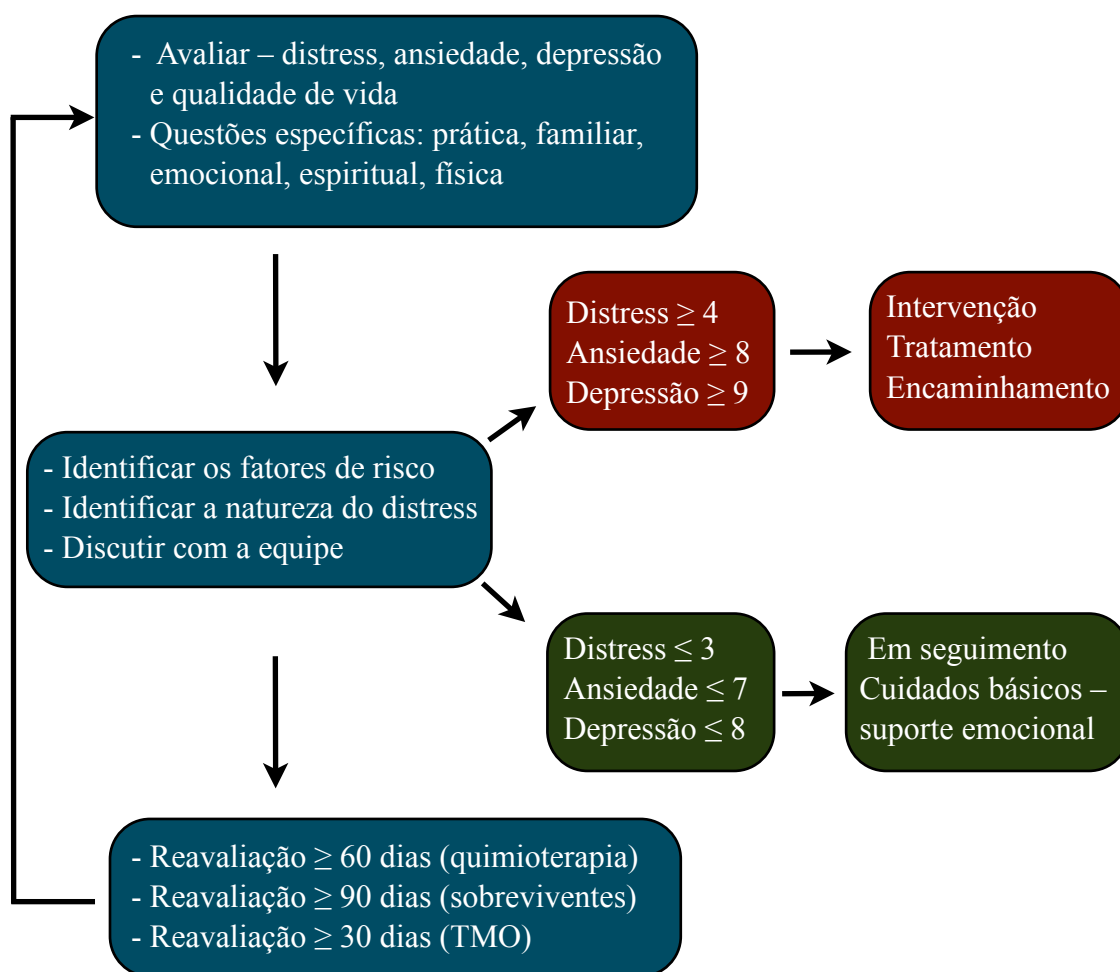 - Avaliar – distress, ansiedade, depressão
e qualidade de vida
- Questões específicas: prática, familiar,
emocional, espiritual, física
Distress ≥ 4
Ansiedade ≥ 8
Depressão ≥ 9
Intervenção
Tratamento
Encaminhamento
- Identificar os fatores de risco
- Identificar a natureza do distress
- Discutir com a equipe
Distress ≤ 3
Ansiedade ≤ 7
Depressão ≤ 8
Em seguimento
Cuidados básicos –
suporte emocional
- Reavaliação ≥ 60 dias (quimioterapia)
- Reavaliação ≥ 90 dias (sobreviventes)
- Reavaliação ≥ 30 dias (TMO)